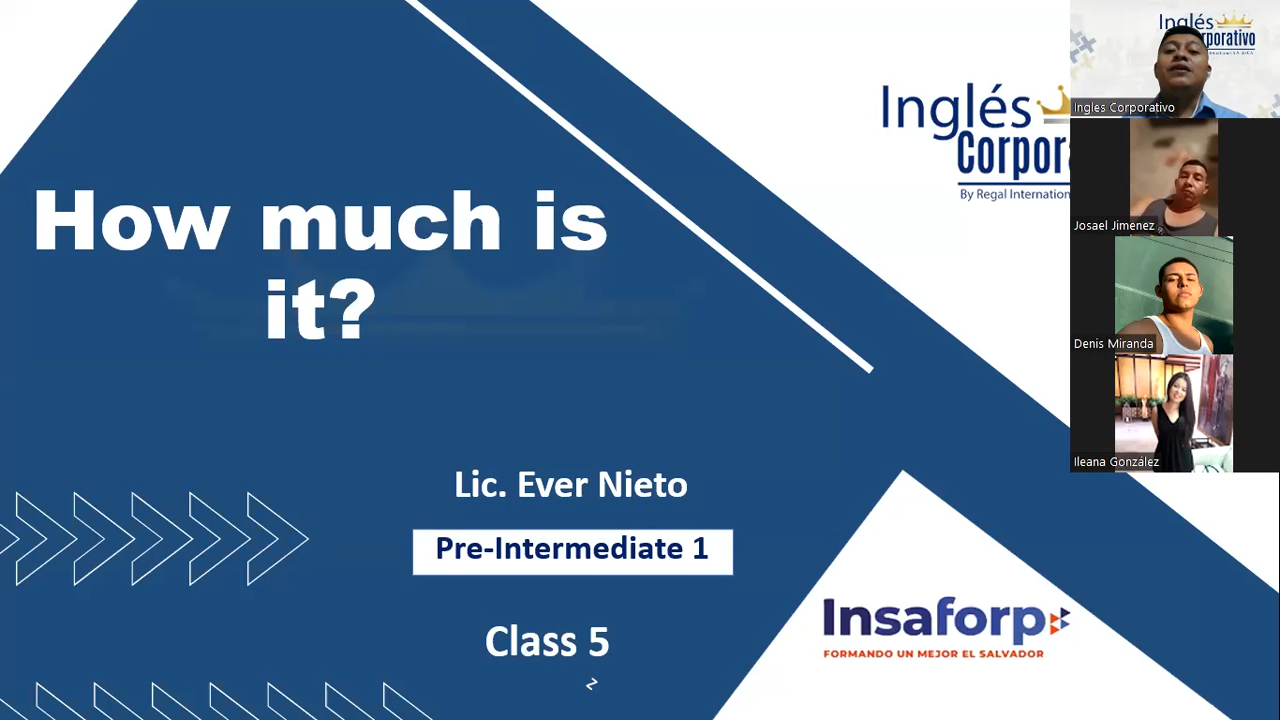 How much is
it?
Lic. Ever Nieto
Pre-Intermediate 1
Class 5
z
Inglés
Corpor
By Regal Internation
Insaforp
FORMANDO UN MEJOR EL SALVADOR
Inglés
orporativo
Ingles Corporativo
Josael Jimenez
Denis Miranda
Ileana González